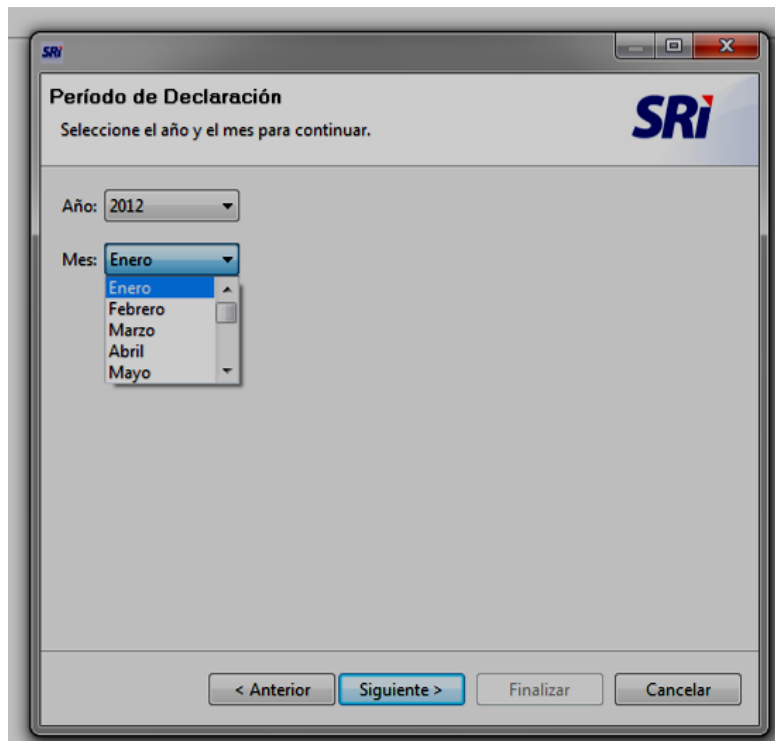 SRi
Período de Declaración
Seleccione el año y el mes para continuar.
SRi
Año: 2012
Mes: Enero
Enero
Febrero
Marzo
Abril
Mayo
< Anterior Siguiente > Finalizar Cancelar